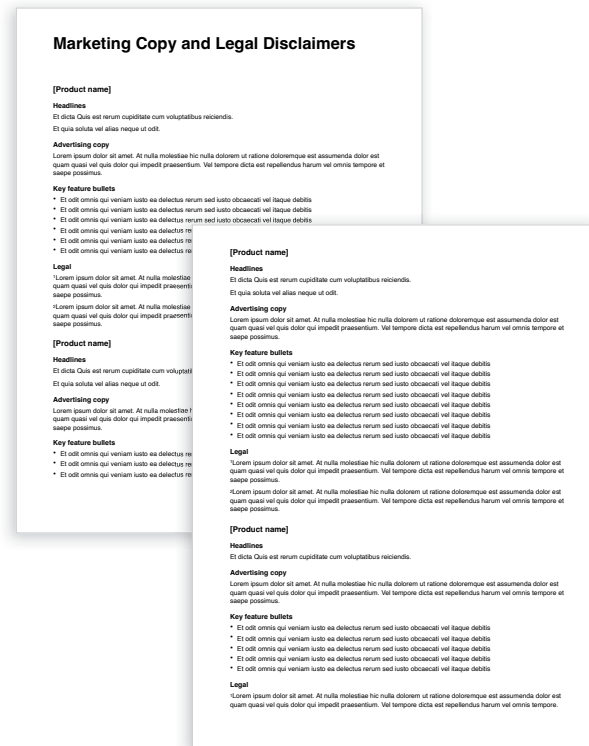 Marketing Copy and Legal Disclaimers
[Product name]
Headlines
Et dicta Quis est rerum cupiditate cum voluptatibus reiciendis.
Et quia soluta vel alias neque ut odit.
Advertising copy
Lorem ipsum dolor sit amet. At nulla molestiae hic nulla dolorem ut ratione doloremque est assumenda dolor est
quam quasi vel quis dolor qui impedit praesentium. Vel tempore dicta est repellendus harum vel omnis tempore et
saepe possimus.
Key feature bullets
* Et odit omnis qui veniam iusto ea delectus rerum sed iusto obcaecati vel itaque debitis
* Et odit omnis qui veniam iusto ea delectus rerum sed iusto obcaecati vel itaque debitis
* Et odit omnis qui veniam iusto ea delectus rerum sed iusto obcaecati vel itaque debitis
* Et odit omnis qui veniam iusto ea delectus
* Et odit omnis qui veniam iusto ea delectus
* Et odit omnis qui veniam iusto ea delectus
Legal
¹Lorem ipsum dolor sit amet. At nulla molestiae
quam quasi vel quis dolor qui impedit
saepe possimus.
²Lorem ipsum dolor sit amet. At nulla molestiae
quam quasi vel quis dolor qui impedit
saepe possimus.
[Product name]
Headlines
Et dicta Quis est rerum cupiditate cum
Et quia soluta vel alias neque ut odit.
Advertising copy
Lorem ipsum dolor sit amet. At nulla molestiae
quam quasi vel quis dolor qui impedit
saepe possimus.
Key feature bullets
* Et odit omnis qui veniam iusto ea delectus
* Et odit omnis qui veniam iusto ea delectus
* Et odit omnis qui veniam iusto ea delectus
[Product name]
Headlines
Et dicta Quis est rerum cupiditate cum voluptatibus reiciendis.
Et quia soluta vel alias neque ut odit.
Advertising copy
Lorem ipsum dolor sit amet. At nulla molestiae hic nulla dolorem ut ratione doloremque est assumenda dolor est
quam quasi vel quis dolor qui impedit praesentium. Vel tempore dicta est repellendus harum vel omnis tempore et
saepe possimus.
Key feature bullets
* Et odit omnis qui veniam iusto ea delectus rerum sed iusto obcaecati vel itaque debitis
* Et odit omnis qui veniam iusto ea delectus rerum sed iusto obcaecati vel itaque debitis
* Et odit omnis qui veniam iusto ea delectus rerum sed iusto obcaecati vel itaque debitis
* Et odit omnis qui veniam iusto ea delectus rerum sed iusto obcaecati vel itaque debitis
* Et odit omnis qui veniam iusto ea delectus rerum sed iusto obcaecati vel itaque debitis
* Et odit omnis qui veniam iusto ea delectus rerum sed iusto obcaecati vel itaque debitis
* Et odit omnis qui veniam iusto ea delectus rerum sed iusto obcaecati vel itaque debitis
* Et odit omnis qui veniam iusto ea delectus rerum sed iusto obcaecati vel itaque debitis
Legal
¹Lorem ipsum dolor sit amet. At nulla molestiae hic nulla dolorem ut ratione doloremque est assumenda dolor est
quam quasi vel quis dolor qui impedit praesentium. Vel tempore dicta est repellendus harum vel omnis tempore et
saepe possimus.
²Lorem ipsum dolor sit amet. At nulla molestiae hic nulla dolorem ut ratione doloremque est assumenda dolor est
quam quasi vel quis dolor qui impedit praesentium. Vel tempore dicta est repellendus harum vel omnis tempore et
saepe possimus.
[Product name]
Headlines
Et dicta Quis est rerum cupiditate cum voluptatibus reiciendis.
Advertising copy
Lorem ipsum dolor sit amet. At nulla molestiae hic nulla dolorem ut ratione doloremque est assumenda dolor est
quam quasi vel quis dolor qui impedit praesentium. Vel tempore dicta est repellendus harum vel omnis tempore et
saepe possimus.
Key feature bullets
* Et odit omnis qui veniam iusto ea delectus rerum sed iusto obcaecati vel itaque debitis
* Et odit omnis qui veniam iusto ea delectus rerum sed iusto obcaecati vel itaque debitis
* Et odit omnis qui veniam iusto ea delectus rerum sed iusto obcaecati vel itaque debitis
* Et odit omnis qui veniam iusto ea delectus rerum sed iusto obcaecati vel itaque debitis
* Et odit omnis qui veniam iusto ea delectus rerum sed iusto obcaecati vel itaque debitis
Legal
¹Lorem ipsum dolor sit amet. At nulla molestiae hic nulla dolorem ut ratione doloremque est assumenda dolor est
quam quasi vel quis dolor qui impedit praesentium. Vel tempore dicta est repellendus harum vel omnis tempore.